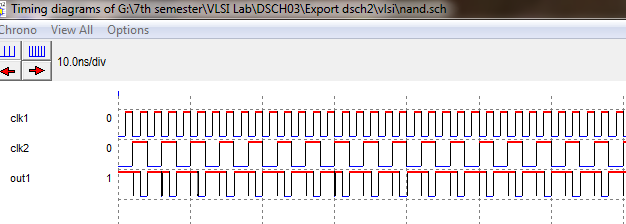 Timing diagrams of G:\7th semester\VLSI Lab\DSCH03\Export dsch2\vlsi\nand.sch
Chrono View All Options
10.0ns/div
clk1 0
clk2 0
out1 1